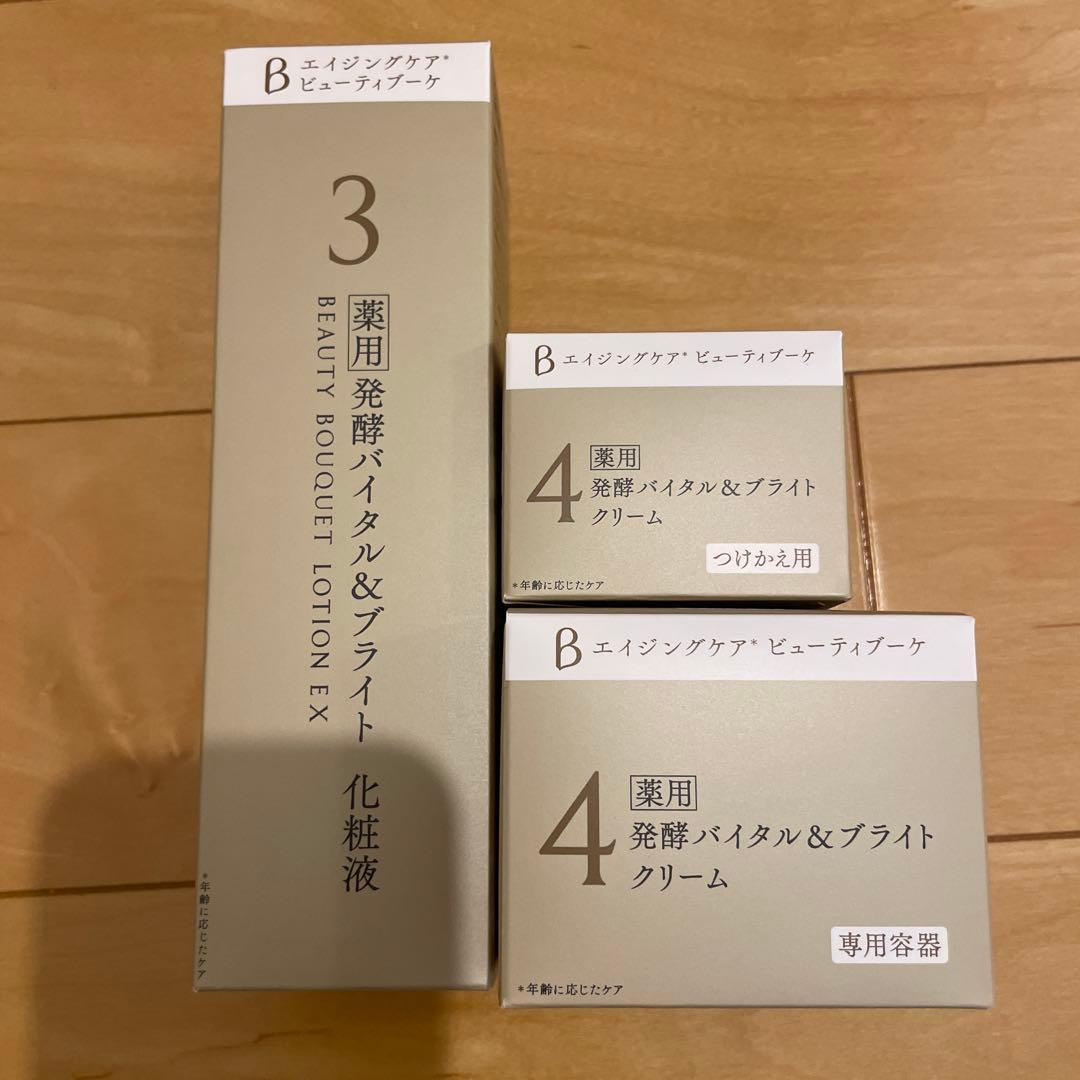 β エイジングケア*
ビューティブーケ
3
薬用 発酵バイタル&ブライト 化粧液
BEAUTY BOUQUET LOTION EX
*年齢に応じたケア
β エイジングケア* ビューティブーケ
4
薬用
発酵バイタル&ブライト
クリーム
つけかえ用
*年齢に応じたケア
β エイジングケア* ビューティブーケ
4
薬用
発酵バイタル&ブライト
クリーム
専用容器
*年齢に応じたケア